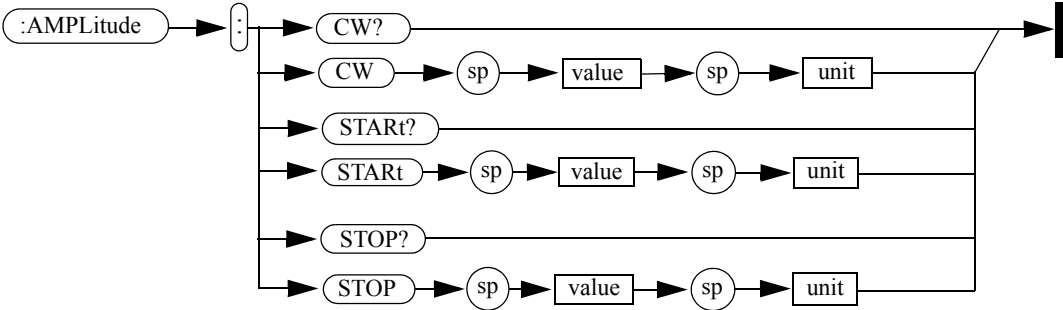 :AMPLitude : CW?
CW sp value sp unit
STARt?
STARt sp value sp unit
STOP?
STOP sp value sp unit